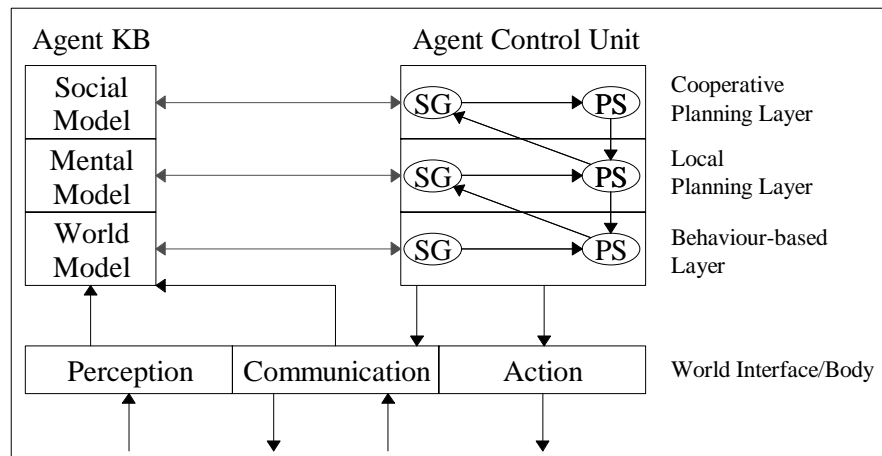 Agent KB
Agent Control Unit
Social
Model
SG
PS
Cooperative
Planning Layer
Mental
Model
SG
PS
Local
Planning Layer
World
Model
SG
PS
Behaviour-based
Layer
Perception
Communication
Action
World Interface/Body